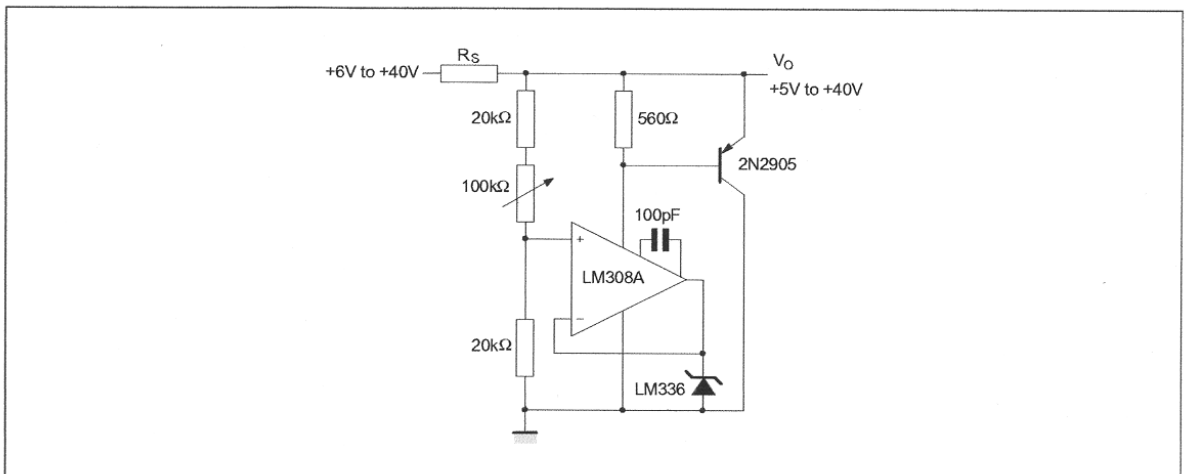 R_S
V_O
+6V to +40V
+5V to +40V
20kΩ
560Ω
2N2905
100kΩ
100pF
+
LM308A
−
20kΩ
LM336